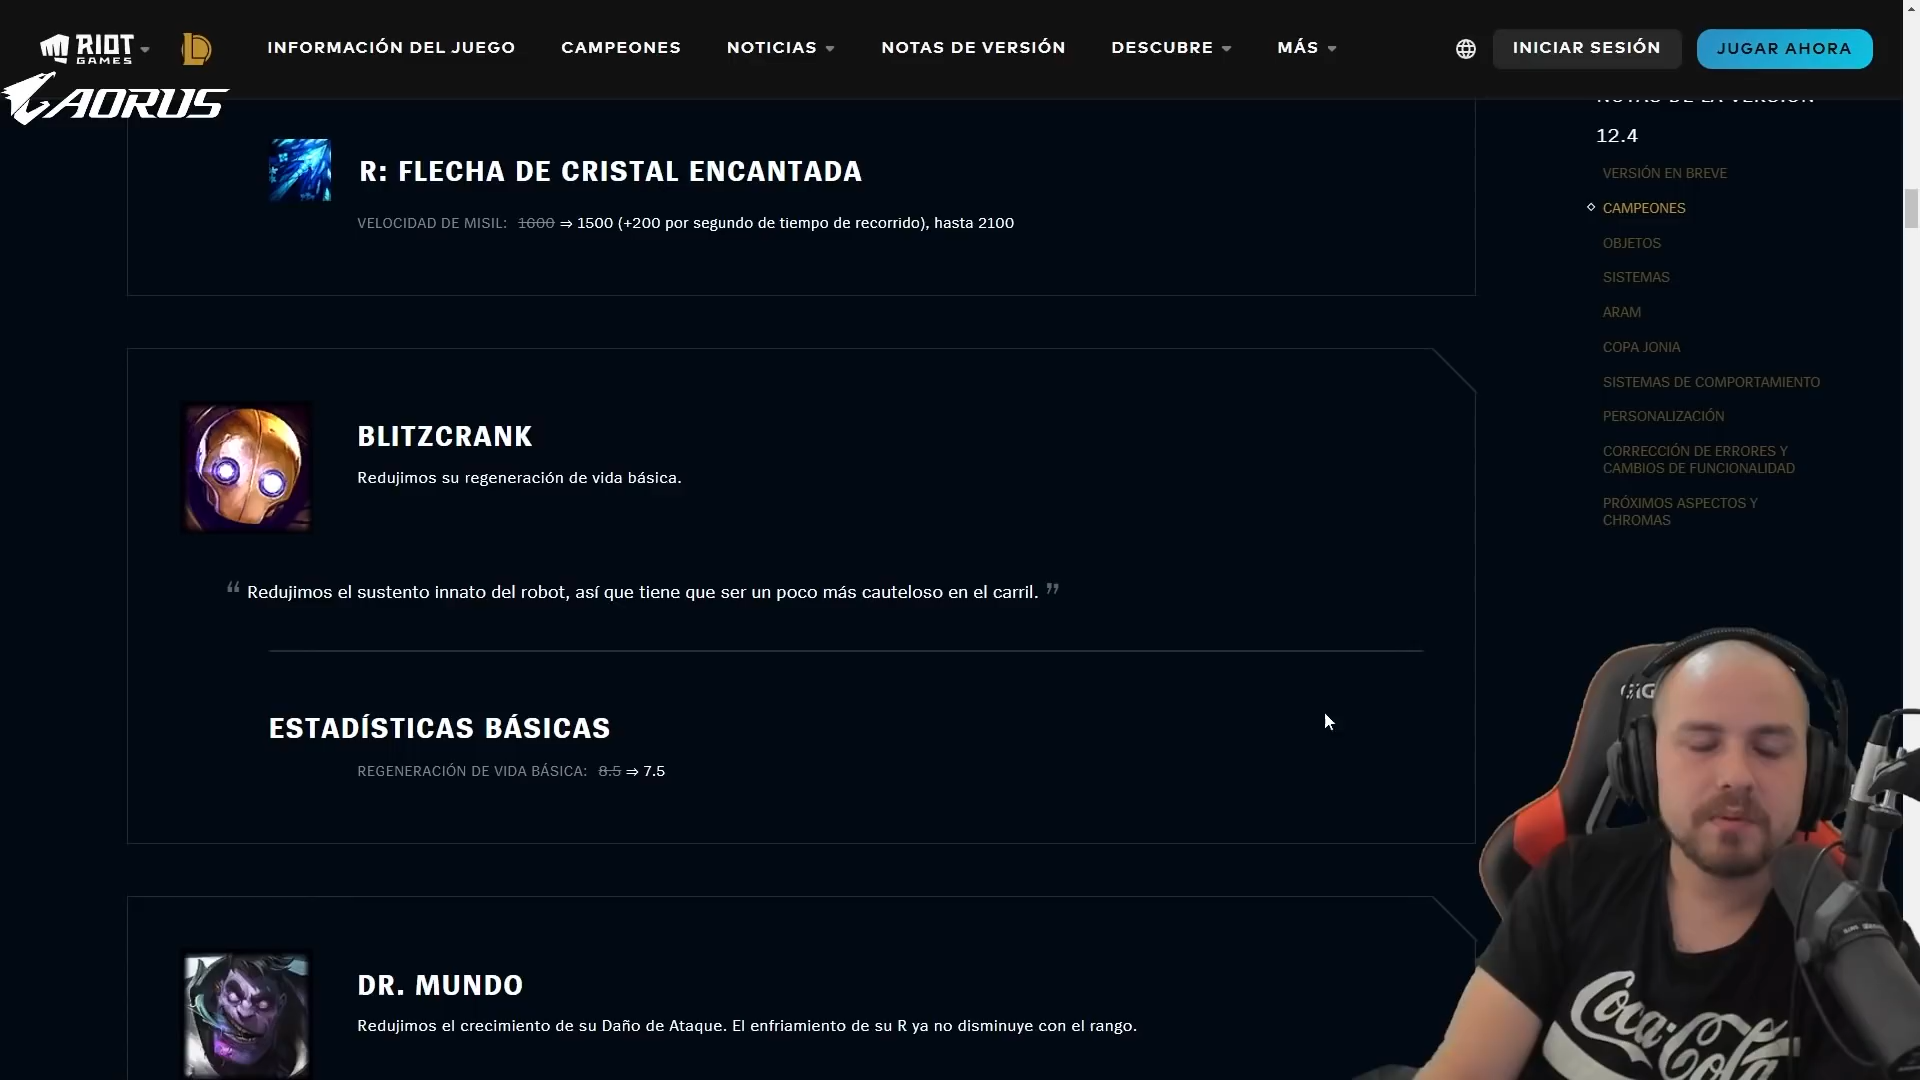 RIOT
GAMES
INFORMACIÓN DEL JUEGO
CAMPEONES
NOTICIAS
NOTAS DE VERSIÓN
DESCUBRE
MÁS
INICIAR SESIÓN
JUGAR AHORA
AORUS
R: FLECHA DE CRISTAL ENCANTADA
VELOCIDAD DE MISIL: 1600 ⇒ 1500 (+200 por segundo de tiempo de recorrido), hasta 2100
BLITZCRANK
Redujimos su regeneración de vida básica.
“ Redujimos el sustento innato del robot, así que tiene que ser un poco más cauteloso en el carril. ”
ESTADÍSTICAS BÁSICAS
REGENERACIÓN DE VIDA BÁSICA: 8.5 ⇒ 7.5
DR. MUNDO
Redujimos el crecimiento de su Daño de Ataque. El enfriamiento de su R ya no disminuye con el rango.
NOTAS DE LA VERSIÓN
12.4
VERSIÓN EN BREVE
CAMPEONES
OBJETOS
SISTEMAS
ARAM
COPA JONIA
SISTEMAS DE COMPORTAMIENTO
PERSONALIZACIÓN
CORRECCIÓN DE ERRORES Y
CAMBIOS DE FUNCIONALIDAD
PRÓXIMOS ASPECTOS Y
CHROMAS
Coca-Cola